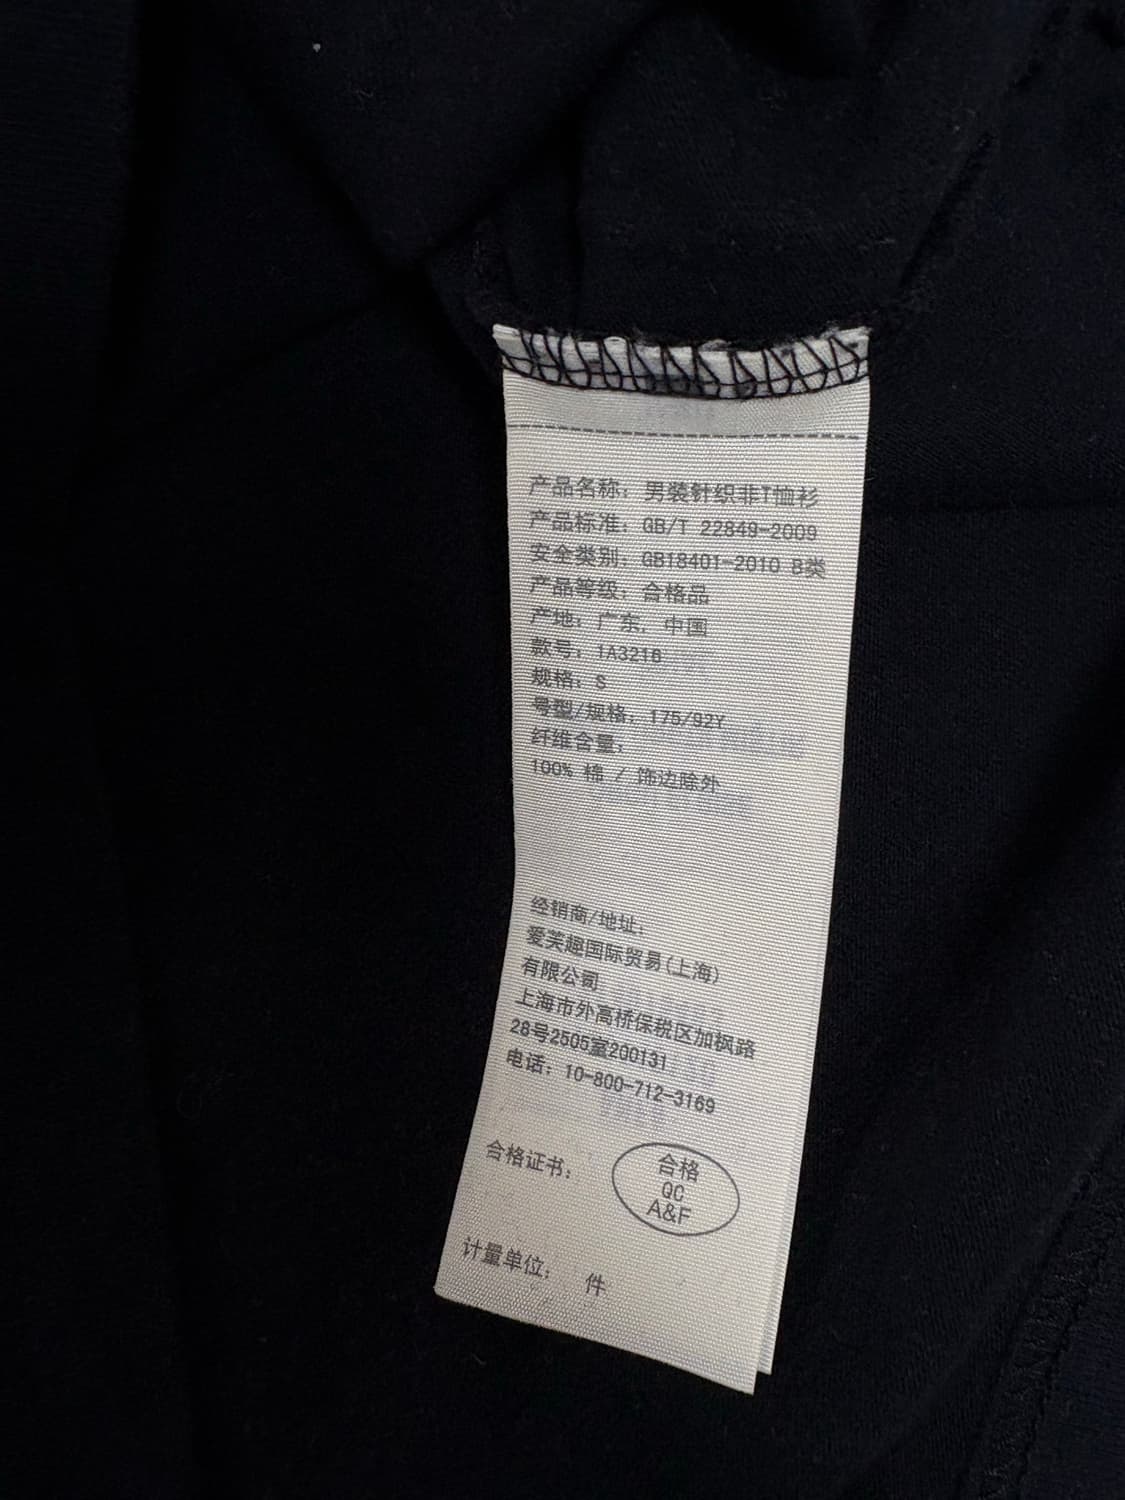 产品名称：男装针织非T恤衫
产品标准：GB/T 22849-2009
安全类别：GB18401-2010 B类
产品等级：合格品
产地：广东，中国
款号：1A3216
规格：S
号型/规格：175/92Y
纤维含量：
100% 棉 / 饰边除外
经销商/地址：
爱芙趣国际贸易(上海)
有限公司
上海市外高桥保税区加枫路
28号2505室200131
电话：10-800-712-3169
合格证书：
合格
QC
A&F
计量单位： 件